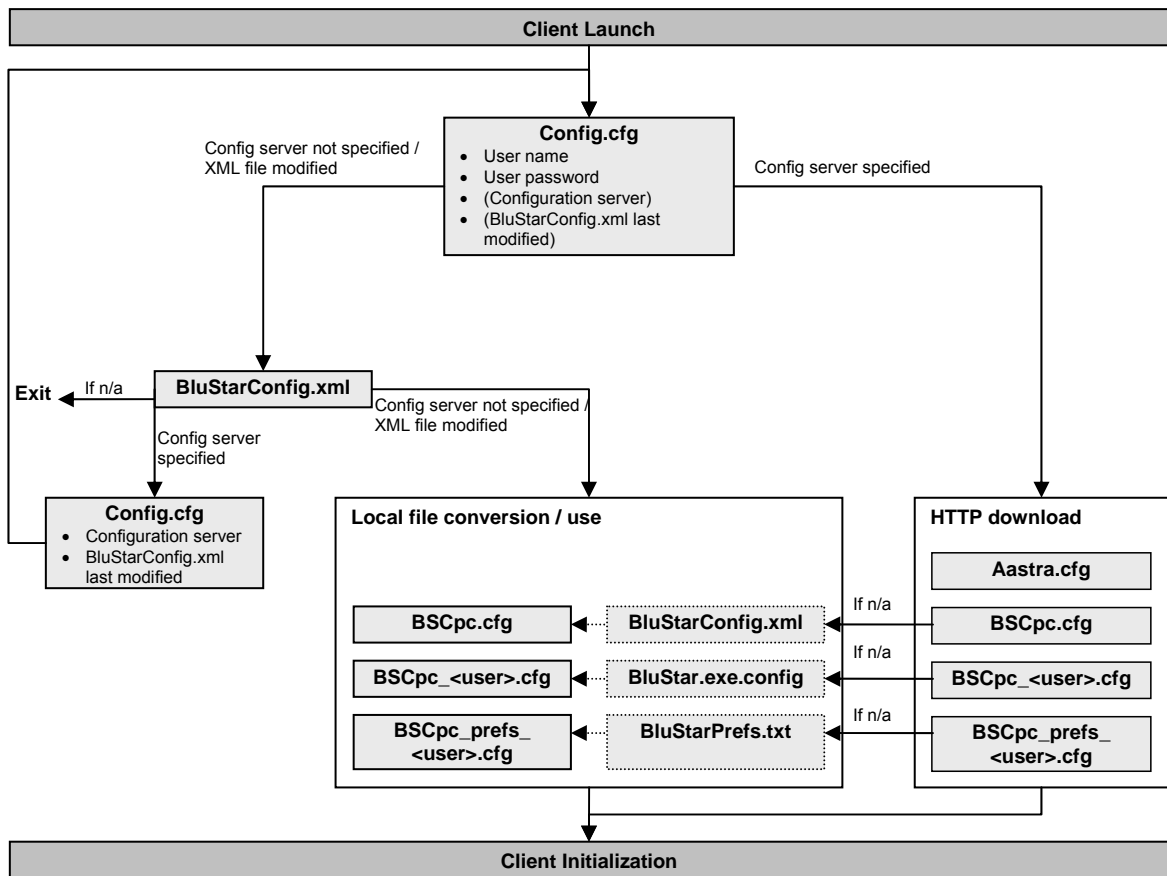 Client Launch
Config.cfg
• User name
• User password
• (Configuration server)
• (BluStarConfig.xml last
modified)
Config server not specified /
XML file modified
Config server specified
Exit
If n/a
BluStarConfig.xml
Config server not specified /
XML file modified
Config server
specified
Config.cfg
• Configuration server
• BluStarConfig.xml
last modified
Local file conversion / use
BSCpc.cfg
BluStarConfig.xml
BSCpc_<user>.cfg
BluStar.exe.config
BSCpc_prefs_
<user>.cfg
BluStarPrefs.txt
If n/a
If n/a
If n/a
HTTP download
Aastra.cfg
BSCpc.cfg
BSCpc_<user>.cfg
BSCpc_prefs_
<user>.cfg
Client Initialization